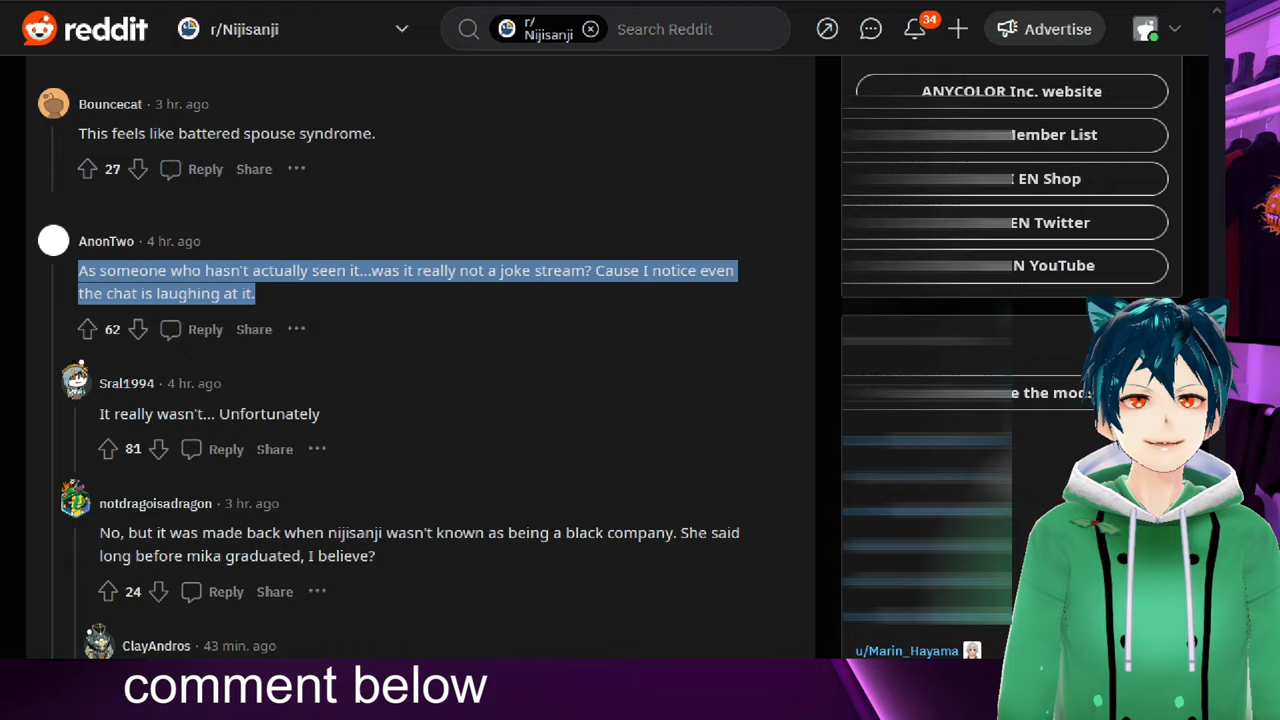 reddit
r/Nijisanji
r/
Nijisanji
Search Reddit
34
Advertise
Bouncecat · 3 hr. ago
This feels like battered spouse syndrome.
27 Reply Share ···
AnonTwo · 4 hr. ago
As someone who hasn't actually seen it...was it really not a joke stream? Cause I notice even
the chat is laughing at it.
62 Reply Share ···
Sral1994 · 4 hr. ago
It really wasn't... Unfortunately
81 Reply Share ···
notdragoisadragon · 3 hr. ago
No, but it was made back when nijisanji wasn't known as being a black company. She said
long before mika graduated, I believe?
24 Reply Share ···
ClayAndros · 43 min. ago
ANYCOLOR Inc. website
Member List
EN Shop
EN Twitter
N YouTube
e the mods
u/Marin_Hayama
comment below